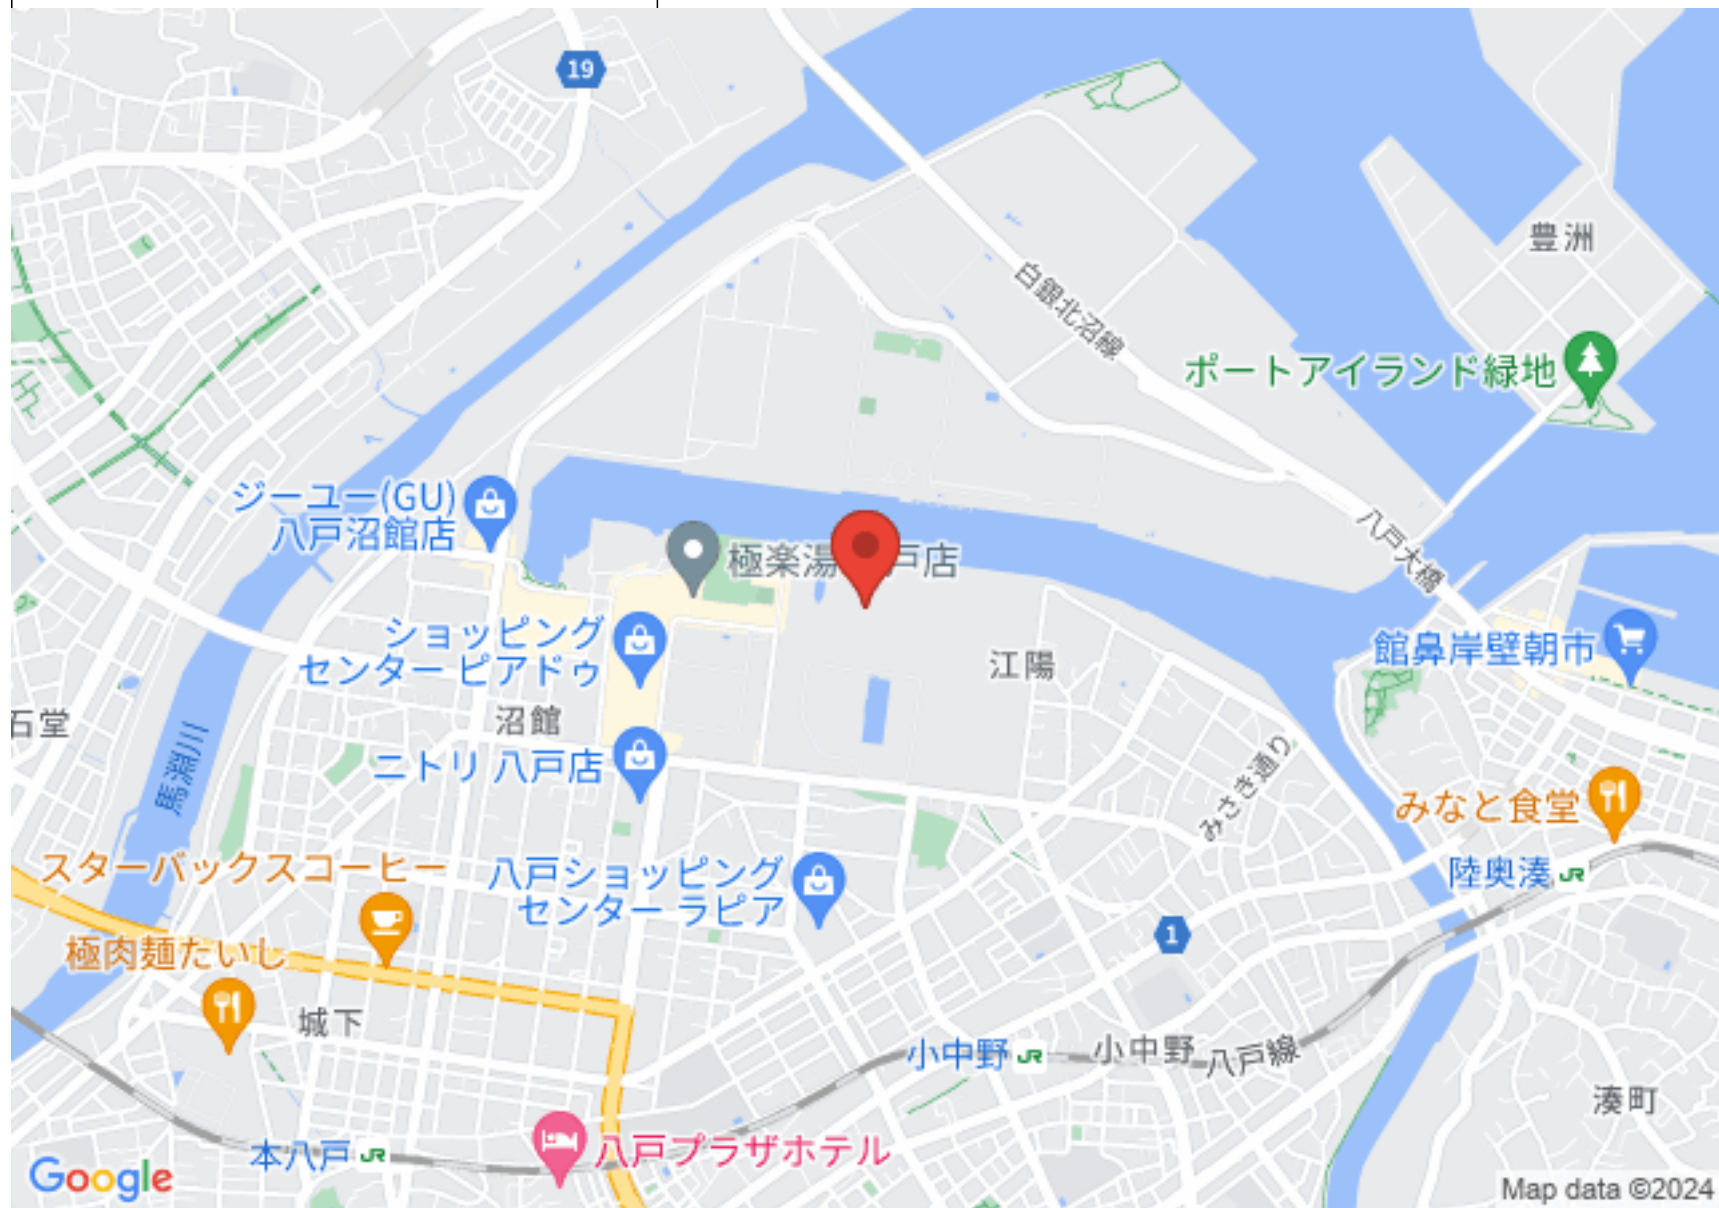 19
豊洲
白銀北沼線
ポートアイランド緑地
ジーユー(GU)
八戸沼館店
八戸大橋
極楽湯 戸店
ショッピング
センター ピアドゥ
館鼻岸壁朝市
江陽
石堂
沼館
馬淵川
ニトリ 八戸店
みさき通り
みなと食堂
スターバックスコーヒー
八戸ショッピング
センター ラピア
陸奥湊 JR
1
極肉麺たいし
城下
小中野 JR
小中野
八戸線
湊町
本八戸 JR
八戸プラザホテル
Google
Map data ©2024